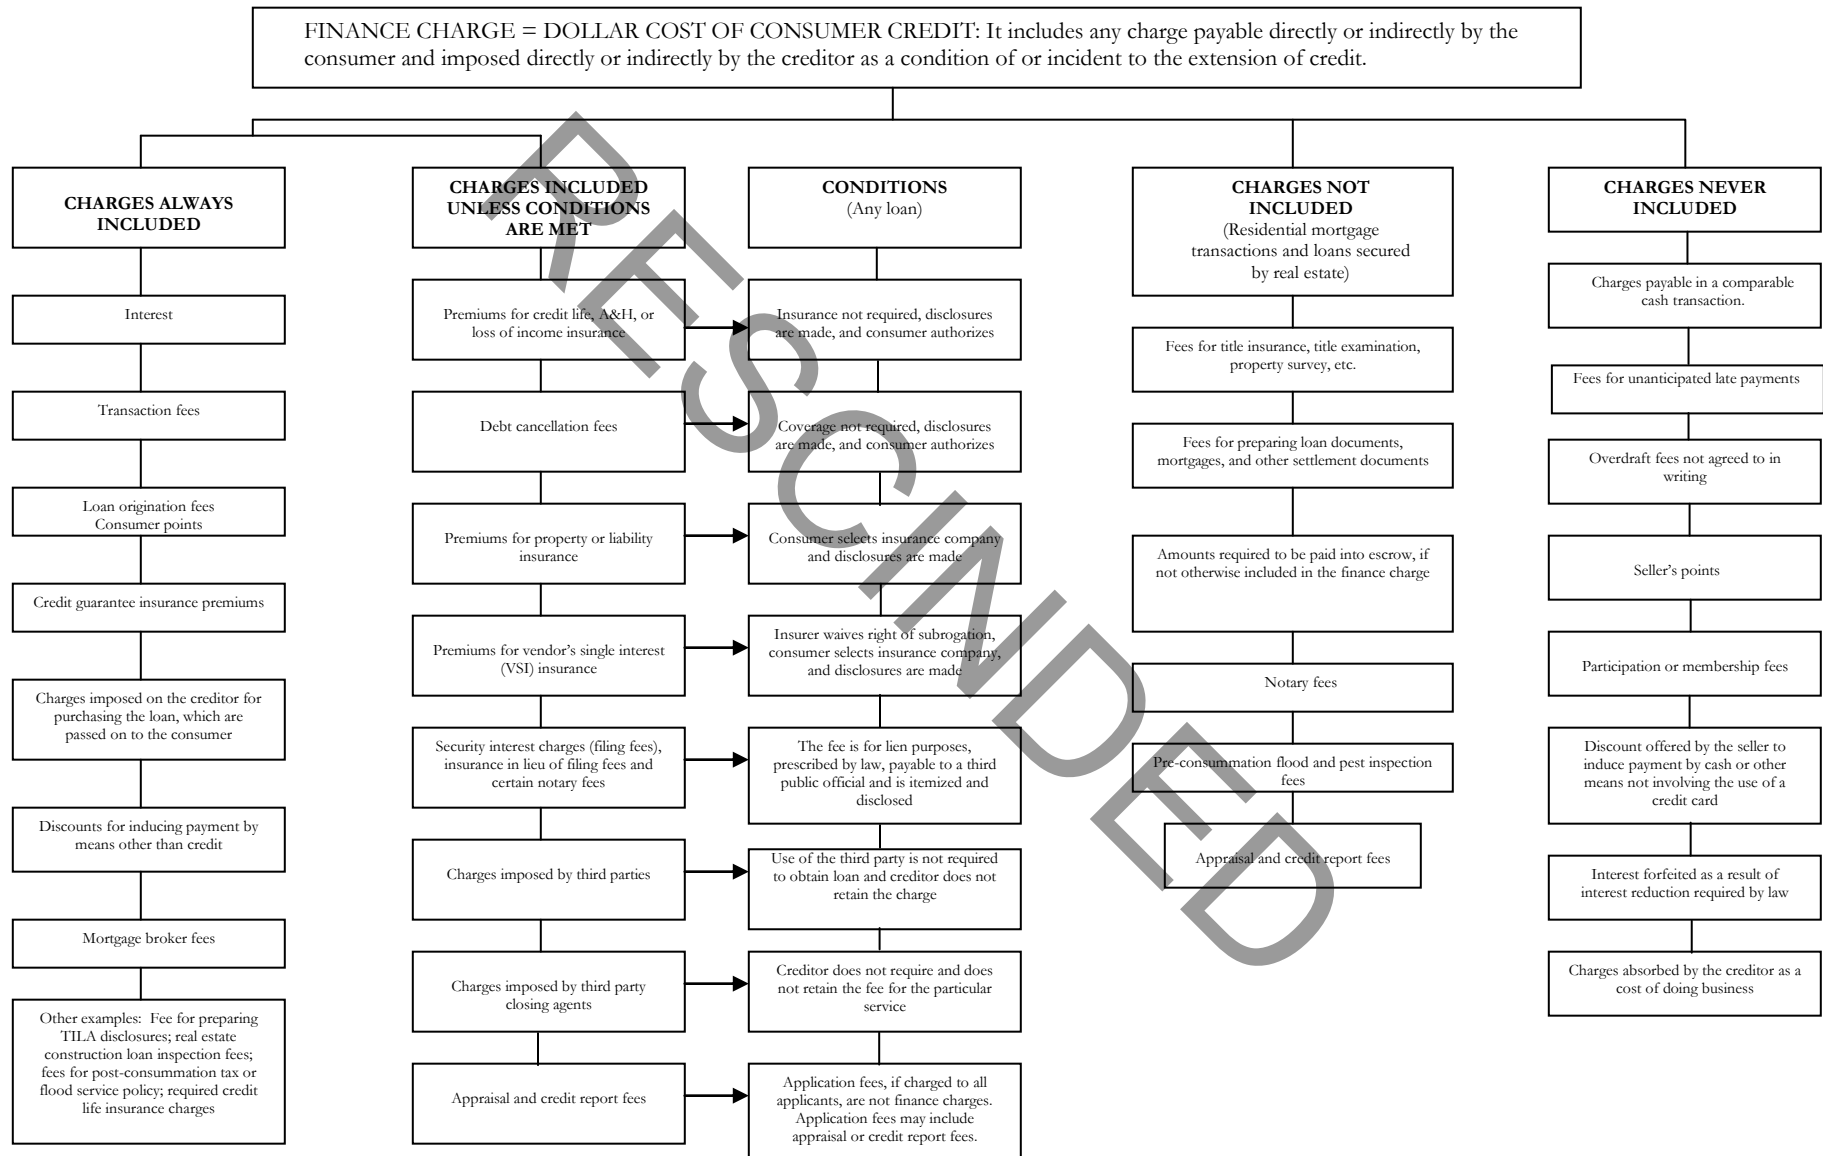 FINANCE CHARGE = DOLLAR COST OF CONSUMER CREDIT: It includes any charge payable directly or indirectly by the
consumer and imposed directly or indirectly by the creditor as a condition of or incident to the extension of credit.
CHARGES ALWAYS
INCLUDED
Interest
Transaction fees
Loan origination fees
Consumer points
Credit guarantee insurance premiums
Charges imposed on the creditor for
purchasing the loan, which are
passed on to the consumer
Discounts for inducing payment by
means other than credit
Mortgage broker fees
Other examples: Fee for preparing
TILA disclosures; real estate
construction loan inspection fees;
fees for post-consummation tax or
flood service policy; required credit
life insurance charges
CHARGES INCLUDED
UNLESS CONDITIONS
ARE MET
Premiums for credit life, A&H, or
loss of income insurance
Debt cancellation fees
Premiums for property or liability
insurance
Premiums for vendor's single interest
(VSI) insurance
Security interest charges (filing fees),
insurance in lieu of filing fees and
certain notary fees
Charges imposed by third parties
Charges imposed by third party
closing agents
Appraisal and credit report fees
CONDITIONS
(Any loan)
Insurance not required, disclosures
are made, and consumer authorizes
Coverage not required, disclosures
are made, and consumer authorizes
Consumer selects insurance company
and disclosures are made
Insurer waives right of subrogation,
consumer selects insurance company,
and disclosures are made
The fee is for lien purposes,
prescribed by law, payable to a third
public official and is itemized and
disclosed
Use of the third party is not required
to obtain loan and creditor does not
retain the charge
Creditor does not require and does
not retain the fee for the particular
service
Application fees, if charged to all
applicants, are not finance charges.
Application fees may include
appraisal or credit report fees.
CHARGES NOT
INCLUDED
(Residential mortgage
transactions and loans secured
by real estate)
Fees for title insurance, title examination,
property survey, etc.
Fees for preparing loan documents,
mortgages, and other settlement documents
Amounts required to be paid into escrow, if
not otherwise included in the finance charge
Notary fees
Pre-consummation flood and pest inspection
fees
Appraisal and credit report fees
CHARGES NEVER
INCLUDED
Charges payable in a comparable
cash transaction.
Fees for unanticipated late payments
Overdraft fees not agreed to in
writing
Seller's points
Participation or membership fees
Discount offered by the seller to
induce payment by cash or other
means not involving the use of a
credit card
Interest forfeited as a result of
interest reduction required by law
Charges absorbed by the creditor as a
cost of doing business
RESCINDED